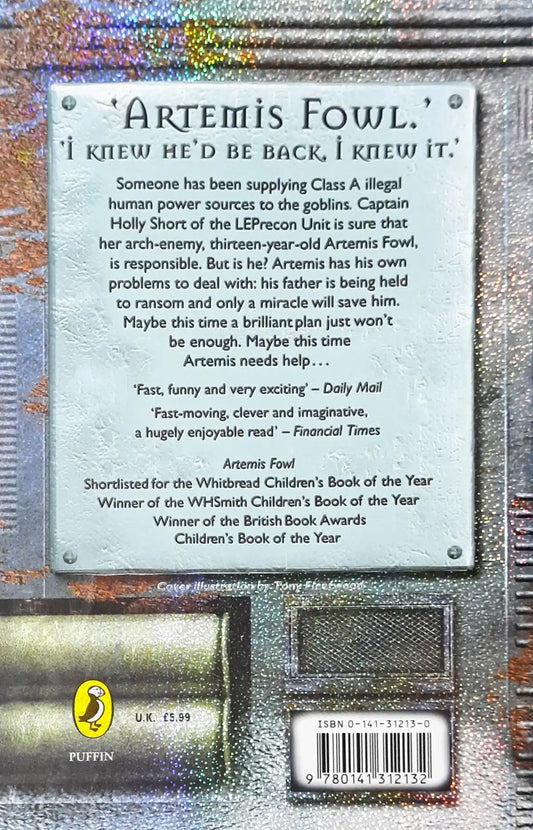 'ARTEMIS FOWL.'
'I KNEW HE'D BE BACK, I KNEW IT.'
Someone has been supplying Class A illegal
human power sources to the goblins. Captain
Holly Short of the LEPrecon Unit is sure that
her arch-enemy, thirteen-year-old Artemis Fowl,
is responsible. But is he? Artemis has his own
problems to deal with: his father is being held
to ransom and only a miracle will save him.
Maybe this time a brilliant plan just won't
be enough. Maybe this time
Artemis needs help...
'Fast, funny and very exciting' – Daily Mail
'Fast-moving, clever and imaginative,
a hugely enjoyable read' – Financial Times
Artemis Fowl
Shortlisted for the Whitbread Children's Book of the Year
Winner of the WHSmith Children's Book of the Year
Winner of the British Book Awards
Children's Book of the Year
Cover illustration by Tony Fleetwood
U.K. £5.99
PUFFIN
ISBN 0-141-31213-0
9 780141 312132